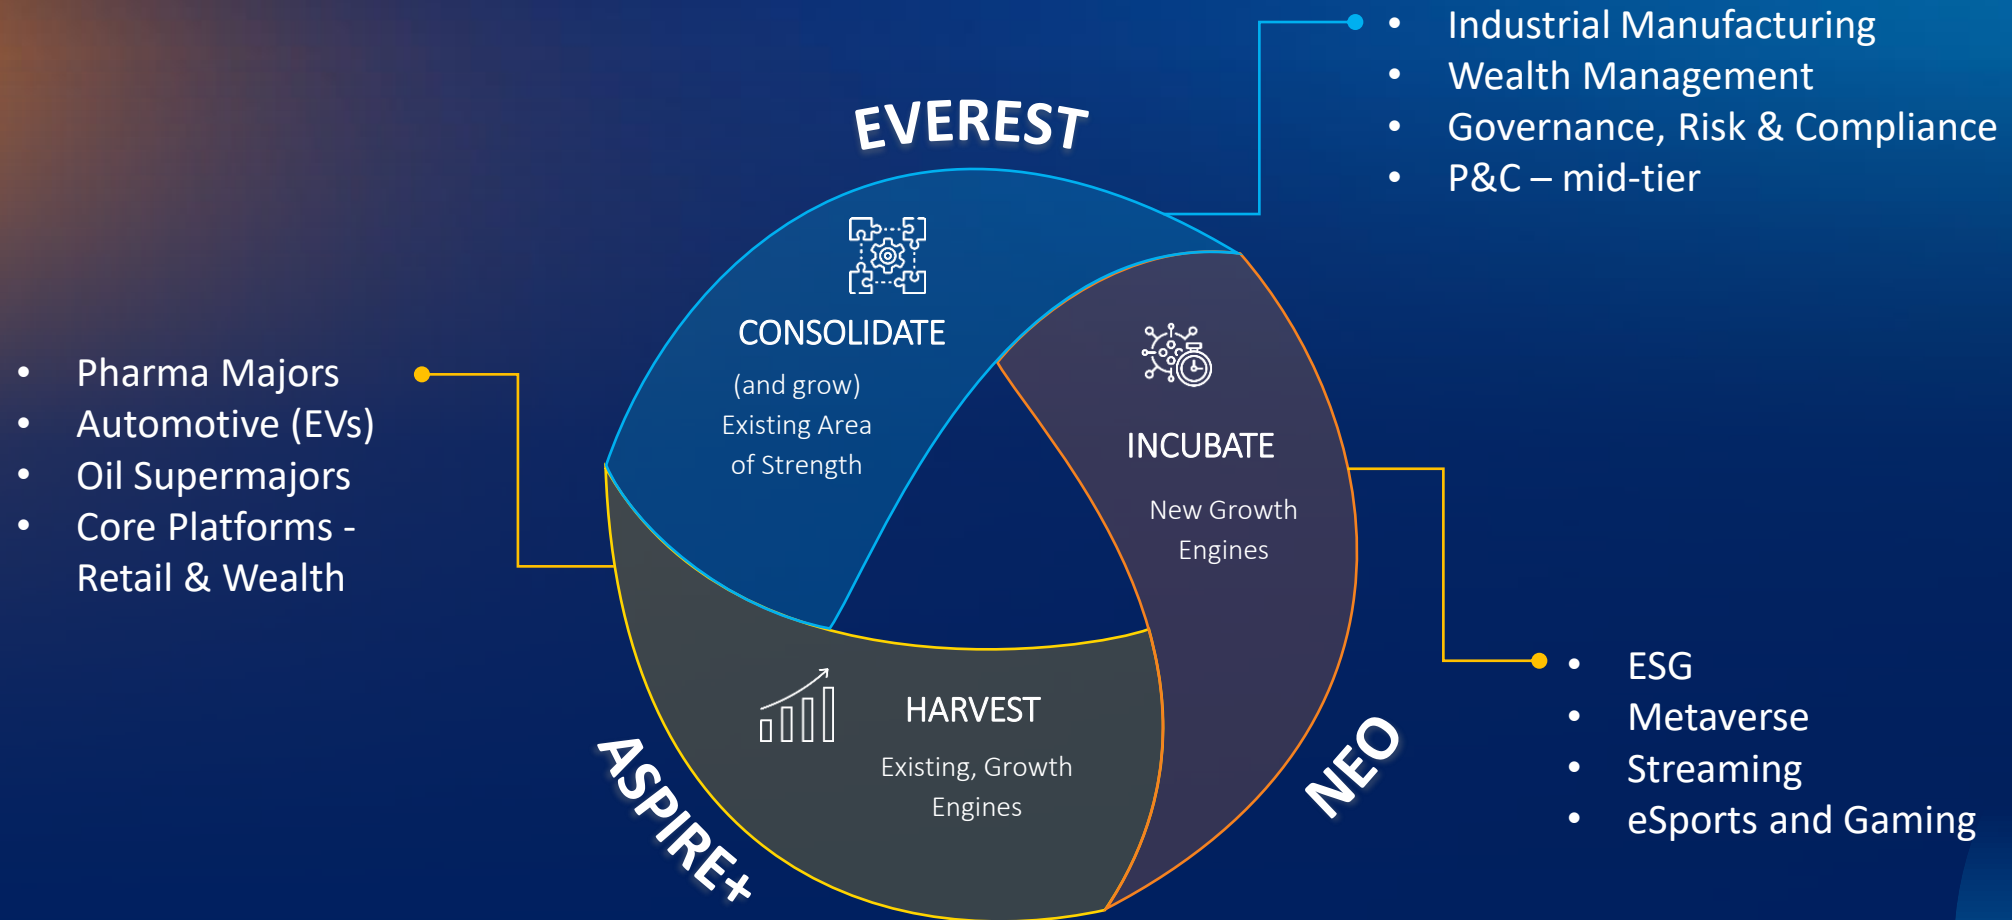 • Industrial Manufacturing
• Wealth Management
• Governance, Risk & Compliance
• P&C – mid-tier
EVEREST
CONSOLIDATE
(and grow)
Existing Area
of Strength
INCUBATE
New Growth
Engines
• Pharma Majors
• Automotive (EVs)
• Oil Supermajors
• Core Platforms -
Retail & Wealth
HARVEST
Existing, Growth
Engines
ASPIRE+
NEO
• ESG
• Metaverse
• Streaming
• eSports and Gaming